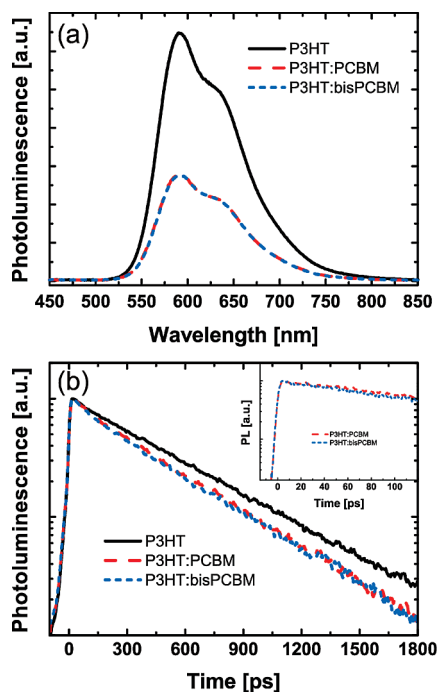 (a)
P3HT
P3HT:PCBM
P3HT:bisPCBM
Photoluminescence [a.u.]
450 500 550 600 650 700 750 800 850
Wavelength [nm]
(b)
PL [a.u.]
P3HT:PCBM
P3HT:bisPCBM
0 20 40 60 80 100
Time [ps]
P3HT
P3HT:PCBM
P3HT:bisPCBM
Photoluminescence [a.u.]
0 300 600 900 1200 1500 1800
Time [ps]